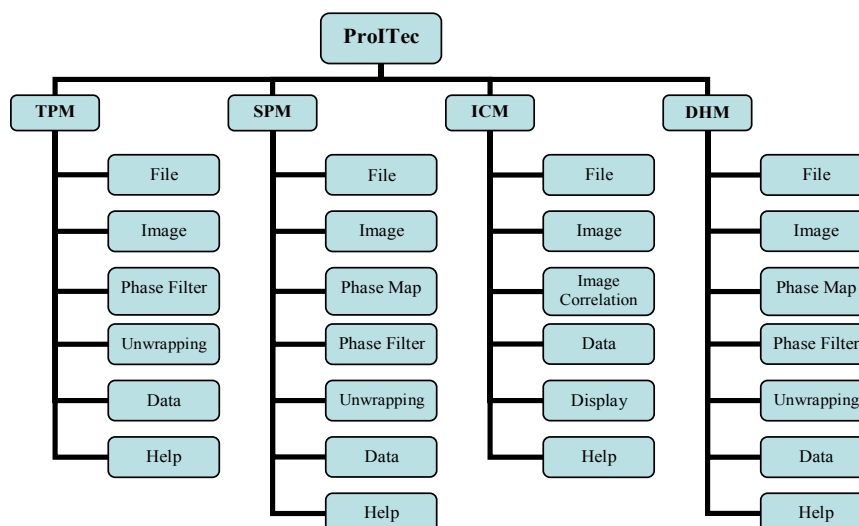 ProITec
TPM
SPM
ICM
DHM
File
Image
Phase Filter
Unwrapping
Data
Help
File
Image
Phase Map
Phase Filter
Unwrapping
Data
Help
File
Image
Image
Correlation
Data
Display
Help
File
Image
Phase Map
Phase Filter
Unwrapping
Data
Help